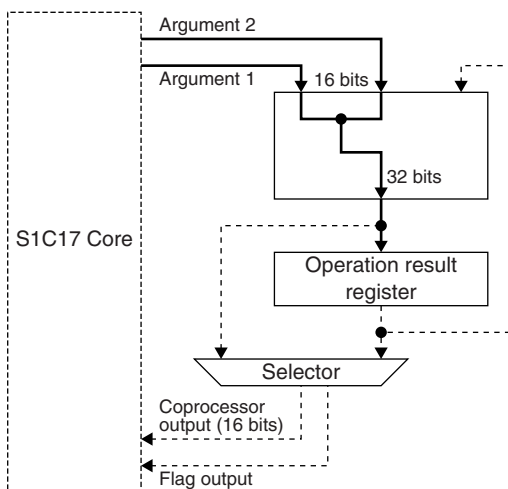 Argument 2
Argument 1
16 bits
32 bits
S1C17 Core
Operation result
register
Selector
Coprocessor
output (16 bits)
Flag output